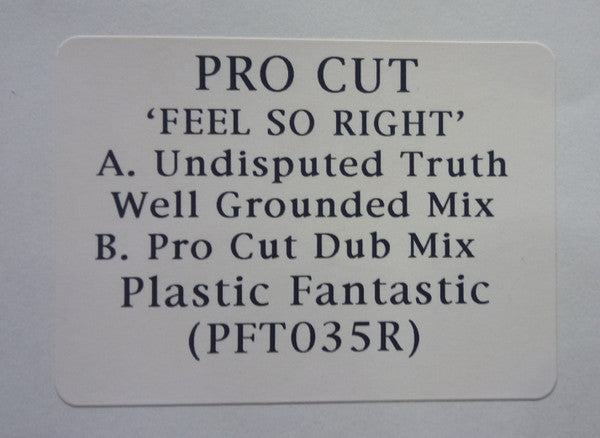 PRO CUT
‘FEEL SO RIGHT’
A. Undisputed Truth
Well Grounded Mix
B. Pro Cut Dub Mix
Plastic Fantastic
(PFT035R)